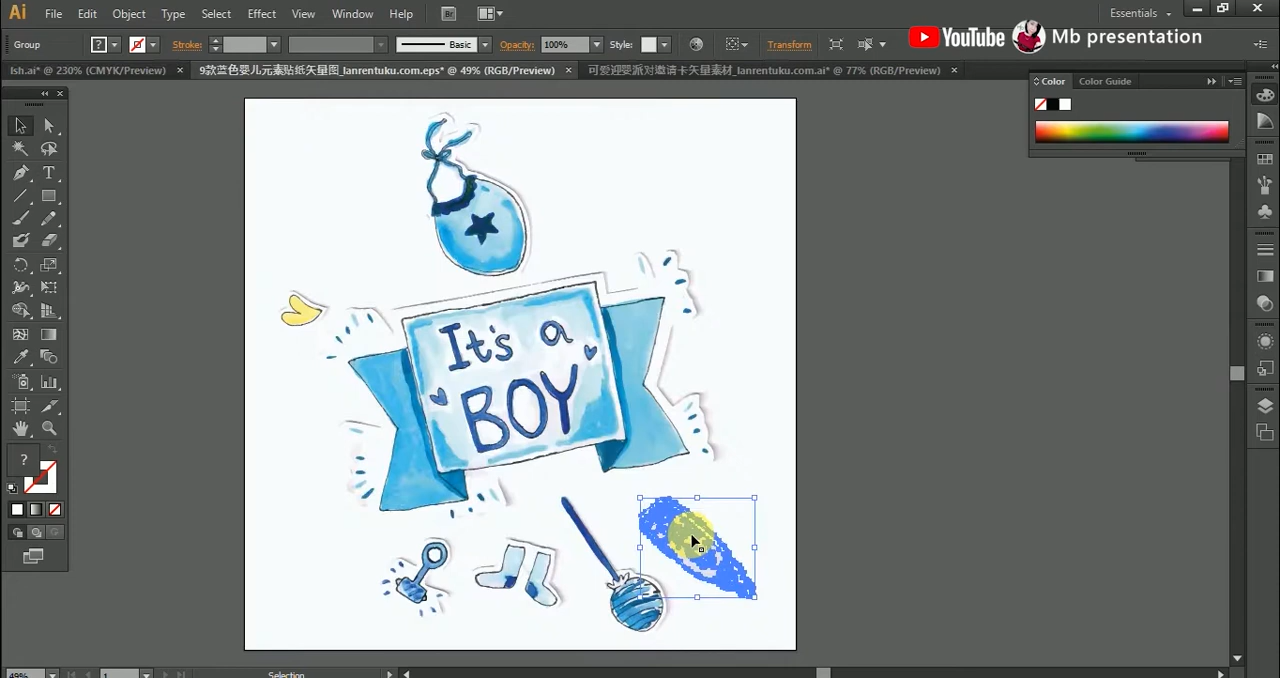 Ai File Edit Object Type Select Effect View Window Help Br Essentials
Group ? Stroke: Basic Opacity: 100% Style: Transform
YouTube Mb presentation
lsh.ai* @ 230% (CMYK/Preview) × 9款蓝色婴儿元素贴纸矢量图_lanrentuku.com.eps* @ 49% (RGB/Preview) × 可爱迎婴派对邀请卡矢量素材_lanrentuku.com.ai* @ 77% (RGB/Preview) ×
Color Color Guide
It's a
BOY
?
49% 1 Selection